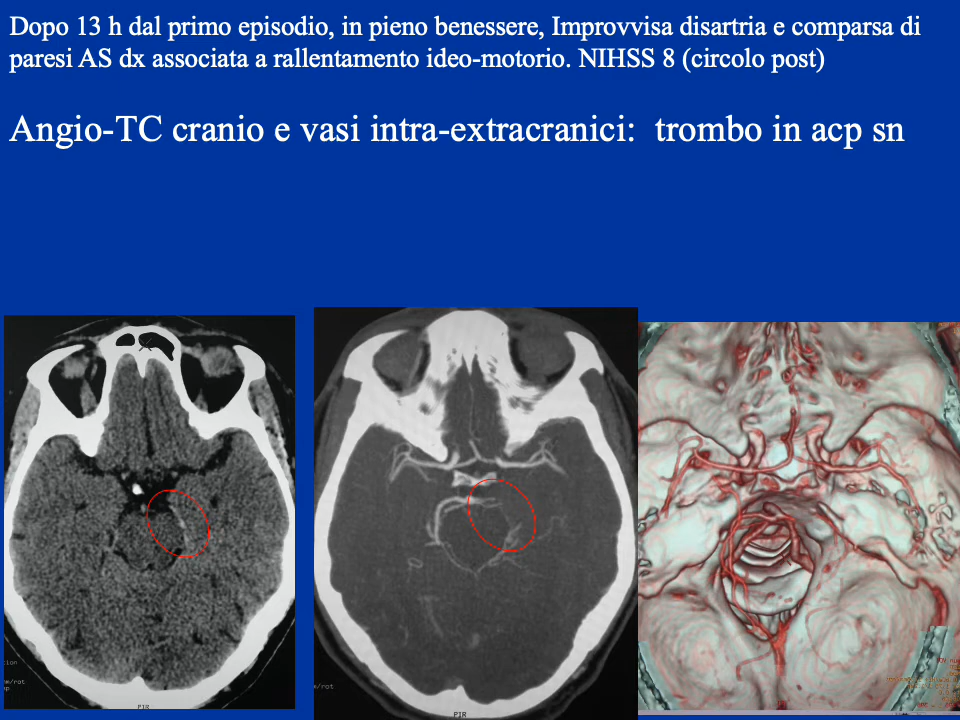 Dopo 13 h dal primo episodio, in pieno benessere, Improvvisa disartria e comparsa di
paresi AS dx associata a rallentamento ideo-motorio. NIHSS 8 (circolo post)
Angio-TC cranio e vasi intra-extracranici: trombo in acp sn